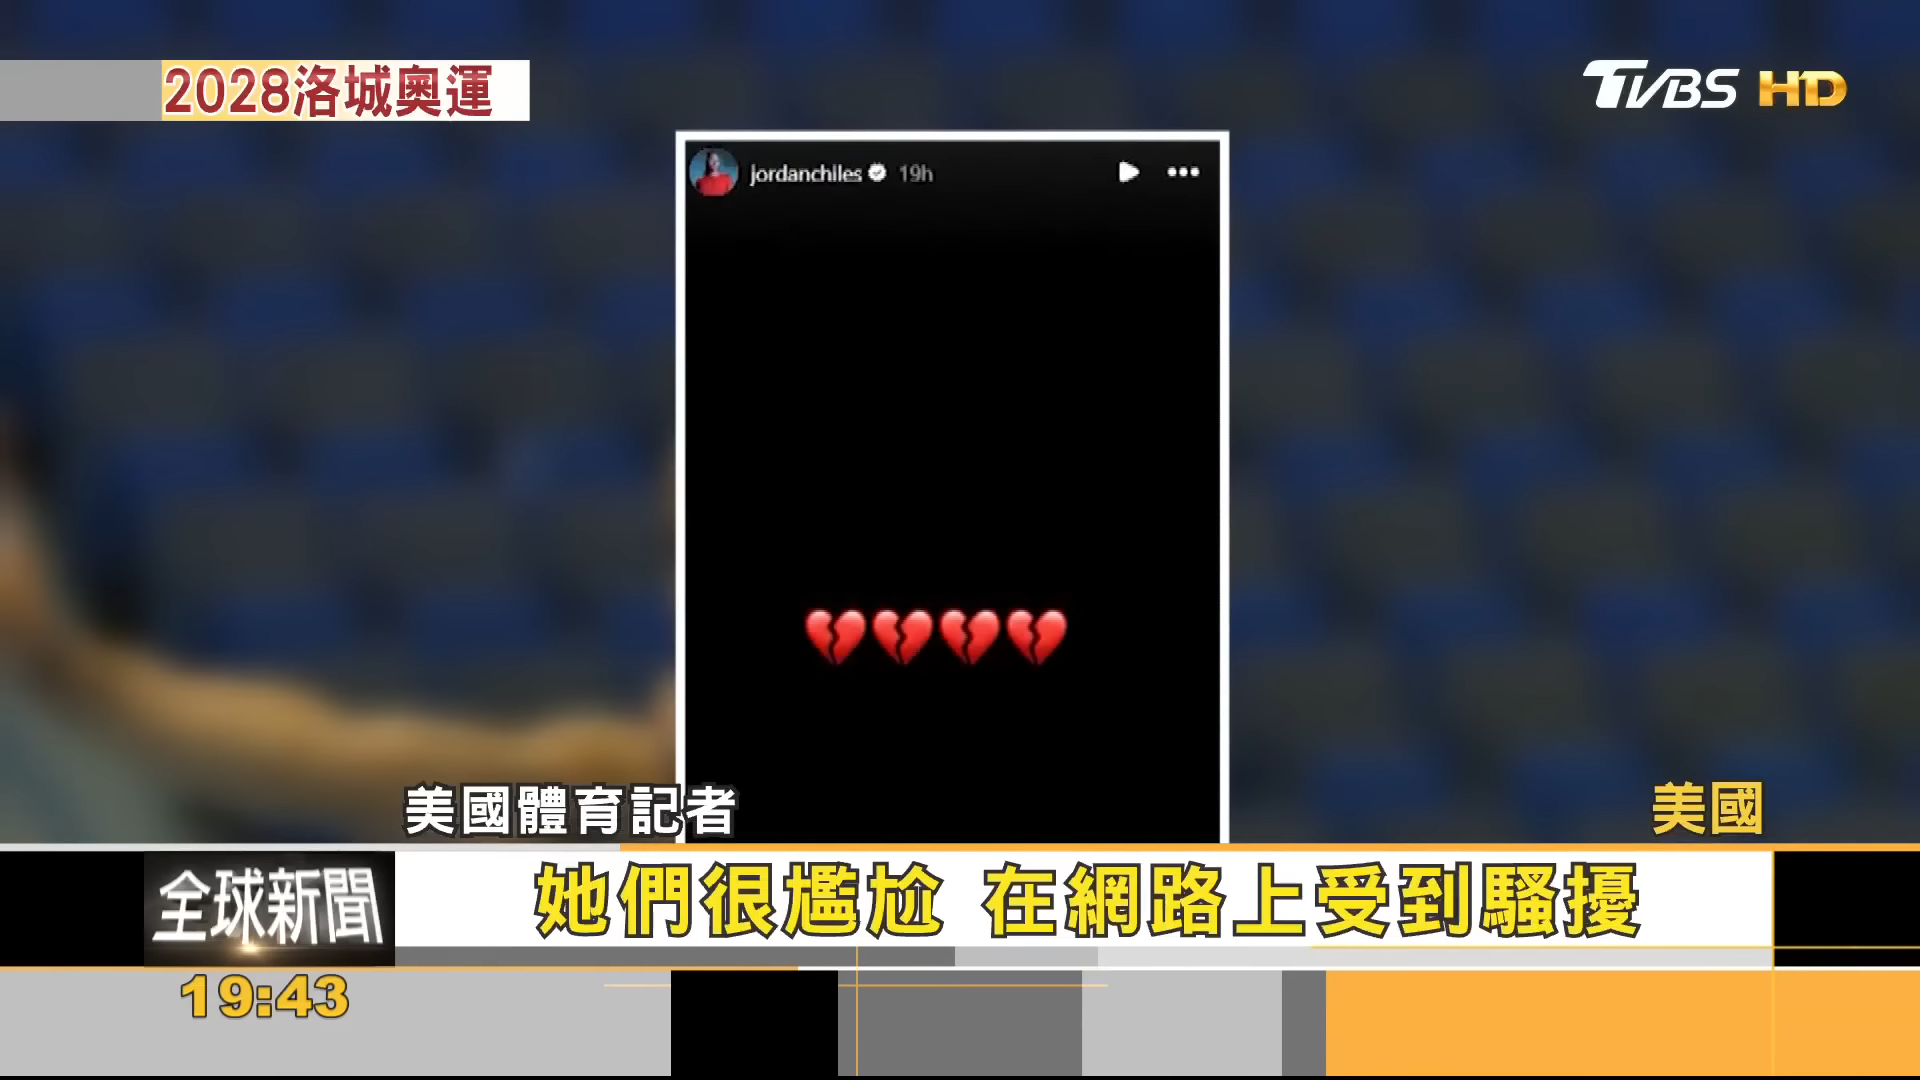 2028洛城奧運
TVBS HD
jordanchiles 19h
美國體育記者
美國
她們很尷尬 在網路上受到騷擾
全球新聞
19:43